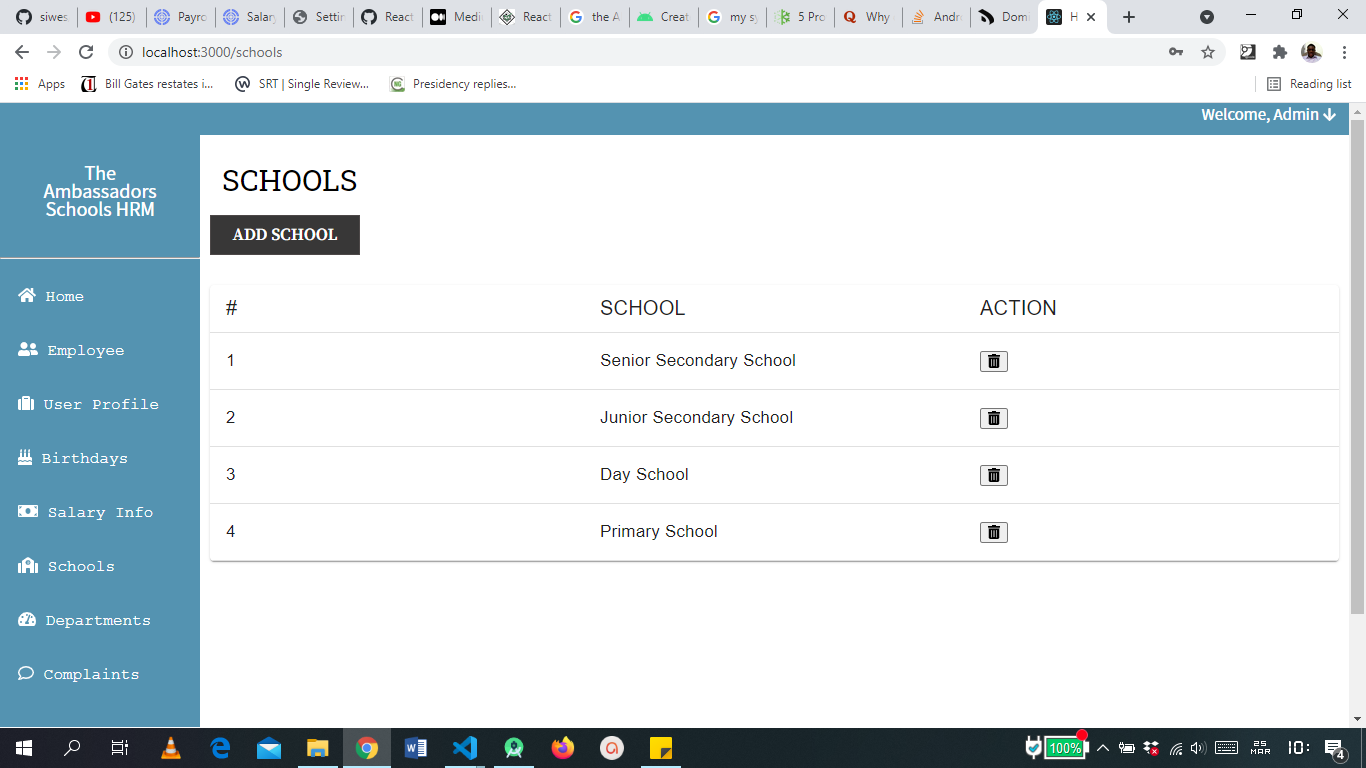 siwes
(125)
Payro
Salary
Settin
React
Medi
React
the A
Creat
my sy
5 Pro
Why
Andr
Dom
H
localhost:3000/schools
Apps
Bill Gates restates i...
SRT | Single Review...
Presidency replies...
Reading list
Welcome, Admin
The
Ambassadors
Schools HRM
Home
Employee
User Profile
Birthdays
Salary Info
Schools
Departments
Complaints
SCHOOLS
ADD SCHOOL
# SCHOOL ACTION
1 Senior Secondary School
2 Junior Secondary School
3 Day School
4 Primary School
100%
25
MAR
10:
4